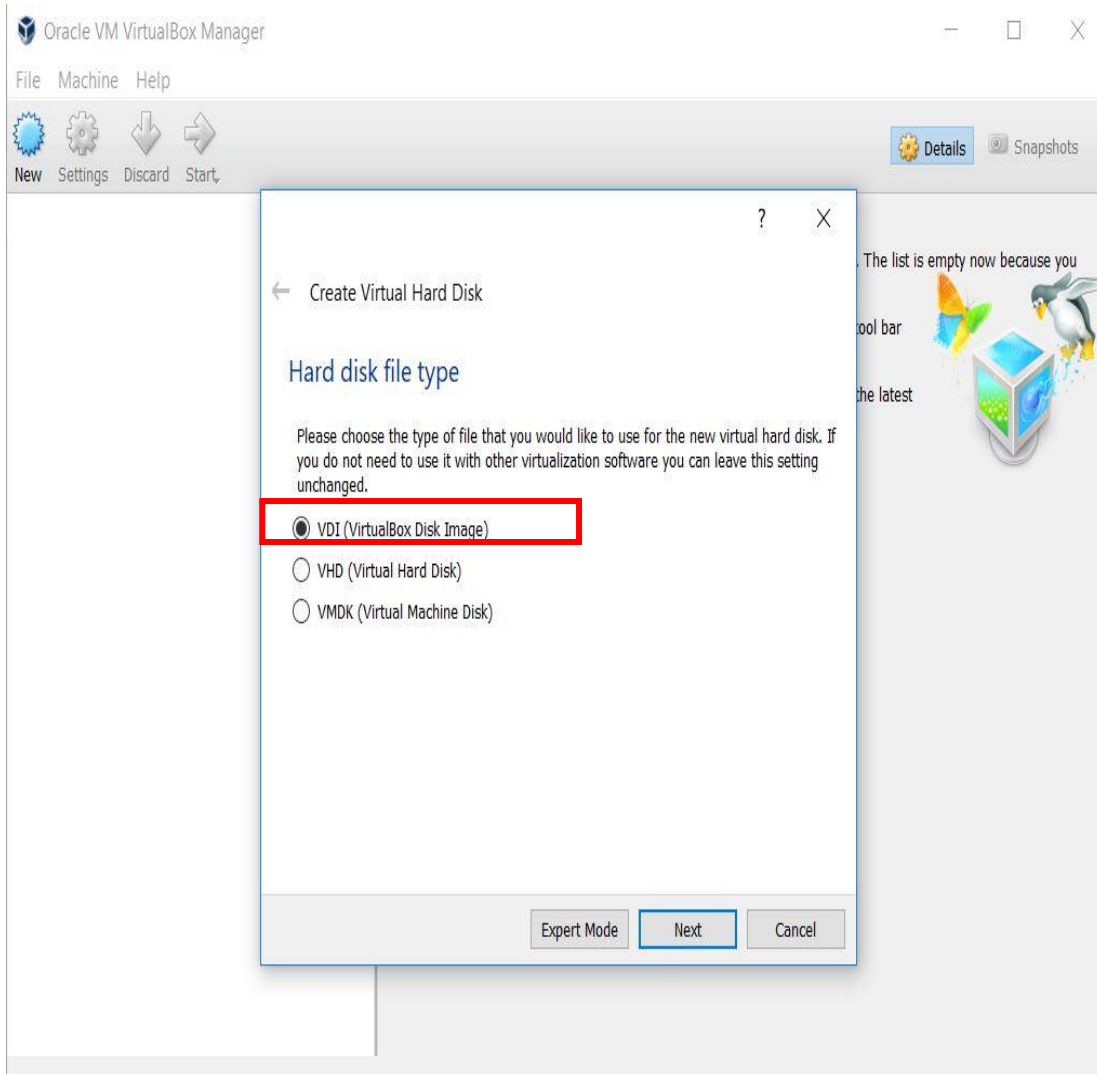 Oracle VM VirtualBox Manager
File Machine Help
New Settings Discard Start
Details Snapshots
. The list is empty now because you
tool bar
the latest
?
Create Virtual Hard Disk
Hard disk file type
Please choose the type of file that you would like to use for the new virtual hard disk. If
you do not need to use it with other virtualization software you can leave this setting
unchanged.
VDI (VirtualBox Disk Image)
VHD (Virtual Hard Disk)
VMDK (Virtual Machine Disk)
Expert Mode Next Cancel